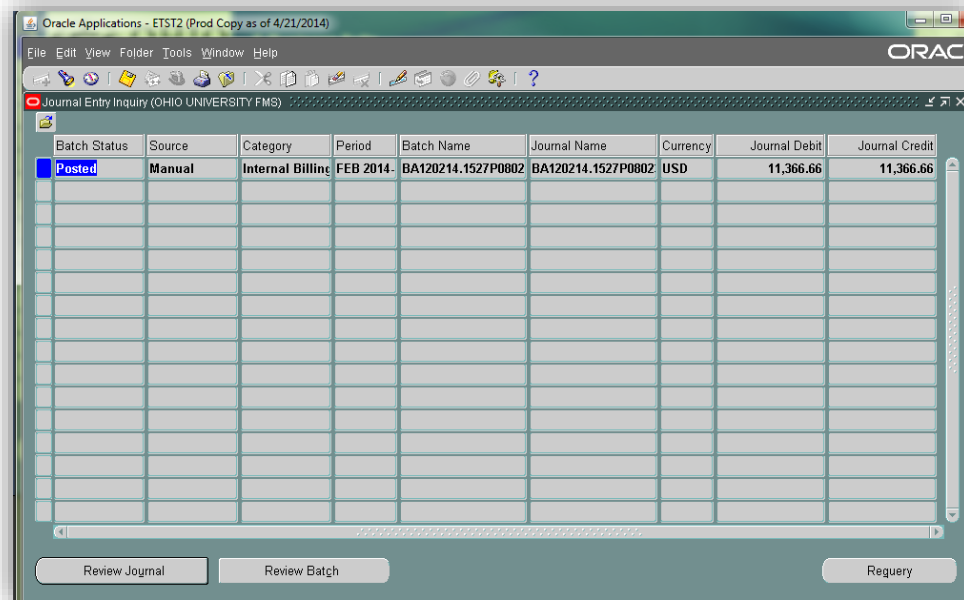 Oracle Applications - ETST2 (Prod Copy as of 4/21/2014)
File Edit View Folder Tools Window Help
ORAC
Journal Entry Inquiry (OHIO UNIVERSITY FMS)
Batch Status Source Category Period Batch Name Journal Name Currency Journal Debit Journal Credit
Posted Manual Internal Billing FEB 2014- BA120214.1527P0802 BA120214.1527P0802 USD 11,366.66 11,366.66
Review Journal Review Batch Requery